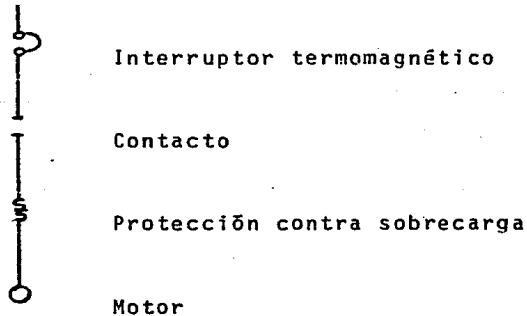 Interruptor termomagnético
Contacto
Protección contra sobrecarga
Motor